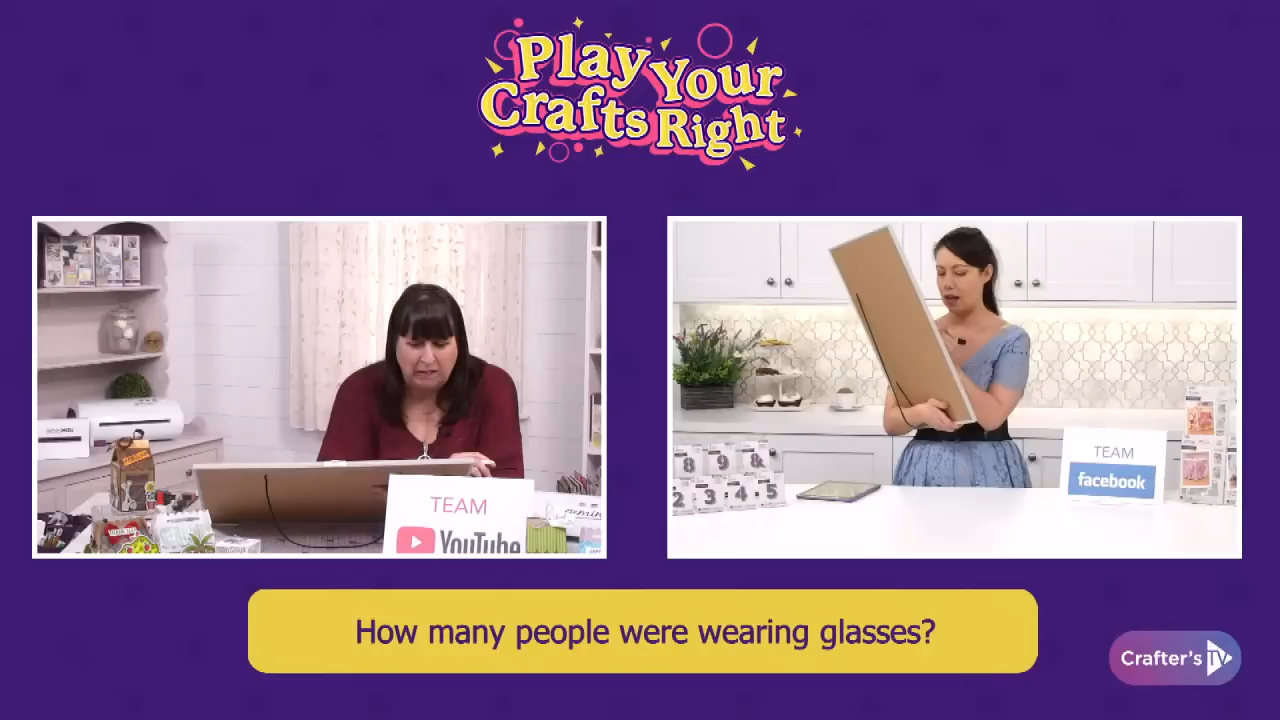 Play Your
Crafts Right
TEAM
YouTube
TEAM
facebook
8 9 &
2 3 4 5
How many people were wearing glasses?
Crafter's TV